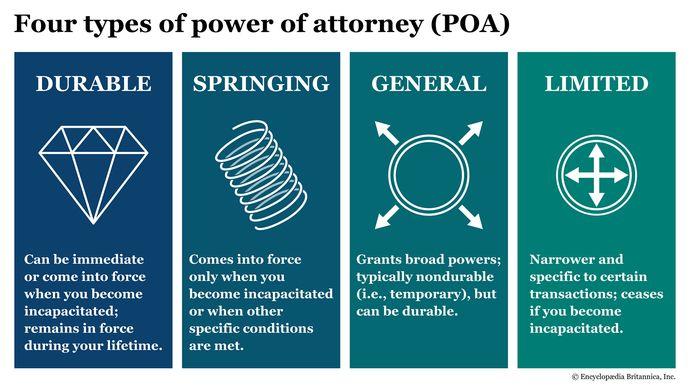 Four types of power of attorney (POA)
DURABLE
Can be immediate
or come into force
when you become
incapacitated;
remains in force
during your lifetime.
SPRINGING
Comes into force
only when you
become incapacitated
or when other
specific conditions
are met.
GENERAL
Grants broad powers;
typically nondurable
(i.e., temporary), but
can be durable.
LIMITED
Narrower and
specific to certain
transactions; ceases
if you become
incapacitated.
© Encyclopædia Britannica, Inc.